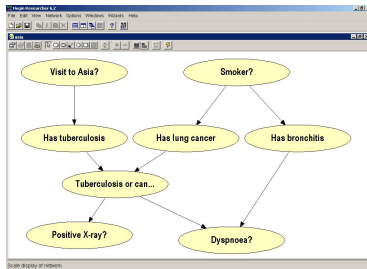 Hugin Researcher 6.2
File Edit View Network Options Windows Wizards Help
asia
Visit to Asia?
Smoker?
Has tuberculosis
Has lung cancer
Has bronchitis
Tuberculosis or can...
Positive X-ray?
Dyspnoea?
Scale display of network